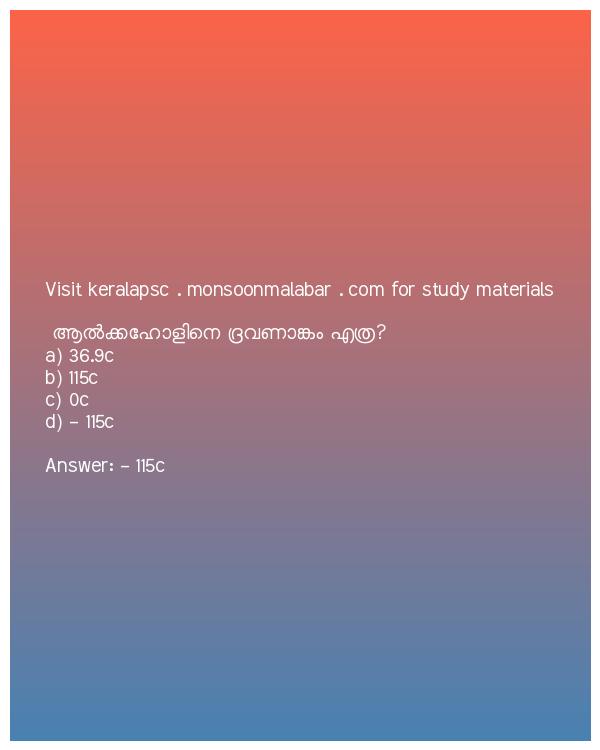 Visit keralapsc . monsoonmalabar . com for study materials
ആൽക്കഹോളിനെ ദ്രവണാങ്കം എത്ര?
a) 36.9c
b) 115c
c) 0c
d) - 115c
Answer: - 115c